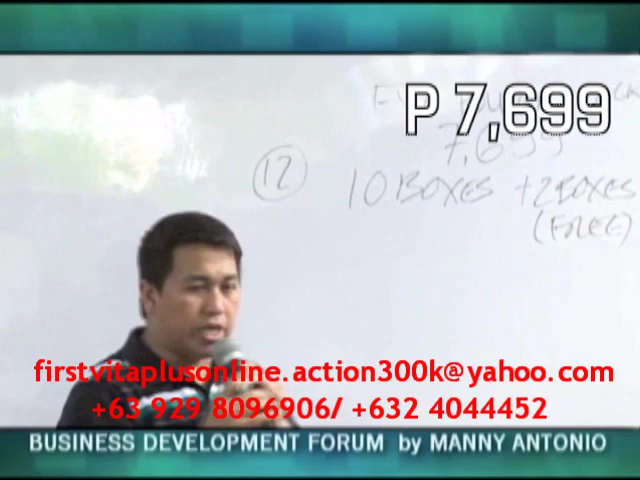 P 7,699
7,699
12
10 BOXES + 2 BOXES
(FREE)
firstvitaplusonline.action300k@yahoo.com
+63 929 8096906/ +632 4044452
BUSINESS DEVELOPMENT FORUM by MANNY ANTONIO